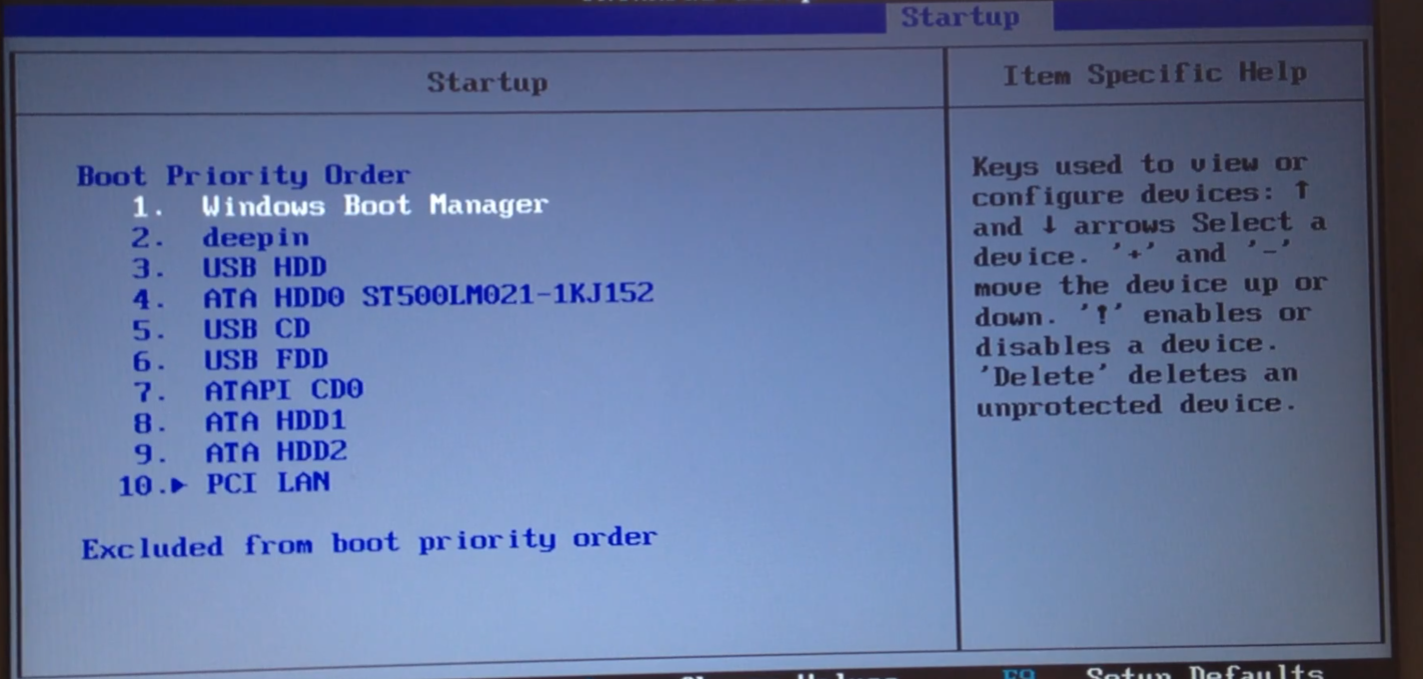 Startup
Startup
Item Specific Help
Boot Priority Order
1. Windows Boot Manager
2. deepin
3. USB HDD
4. ATA HDD0 ST500LM021-1KJ152
5. USB CD
6. USB FDD
7. ATAPI CD0
8. ATA HDD1
9. ATA HDD2
10.▶ PCI LAN
Excluded from boot priority order
Keys used to view or
configure devices: ↑
and ↓ arrows Select a
device. '+' and '-'
move the device up or
down. '!' enables or
disables a device.
'Delete' deletes an
unprotected device.
F9 Setup Defaults